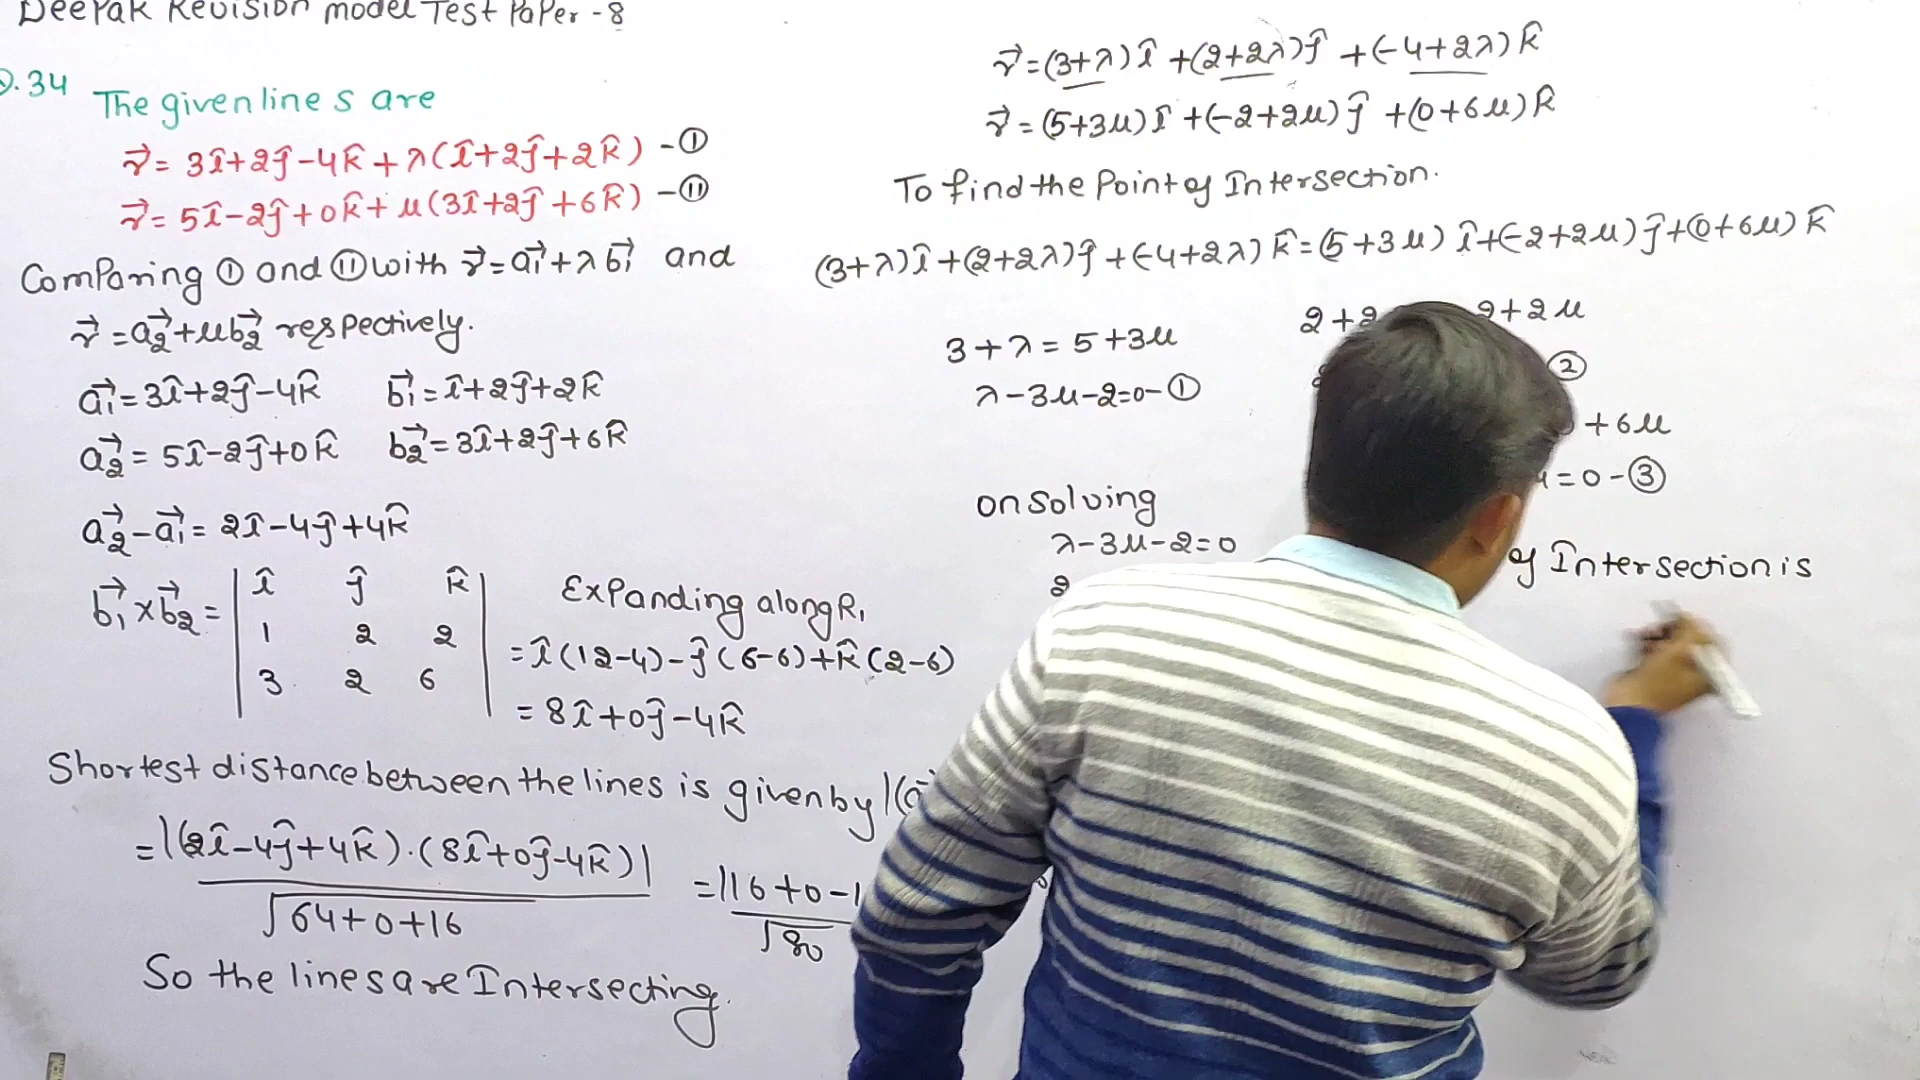 Deepak Revision model Test Paper - 8
Q.34 The given lines are
r⃗ = 3î+2ĵ-4k̂+λ(î+2ĵ+2k̂) -①
r⃗ = 5î-2ĵ+0k̂+μ(3î+2ĵ+6k̂) -⑪
Comparing ① and ⑪ with r⃗=a₁⃗+λb₁⃗ and
r⃗ = a₂⃗+μb₂⃗ respectively.
a₁⃗ = 3î+2ĵ-4k̂ b₁⃗ = î+2ĵ+2k̂
a₂⃗ = 5î-2ĵ+0k̂ b₂⃗ = 3î+2ĵ+6k̂
a₂⃗-a₁⃗ = 2î-4ĵ+4k̂
b₁⃗×b₂⃗ = | î ĵ k̂ |
1 2 2
3 2 6
Expanding along R₁
= î(12-4)-ĵ(6-6)+k̂(2-6)
= 8î+0ĵ-4k̂
Shortest distance between the lines is given by |(a⃗
= |(2î-4ĵ+4k̂).(8î+0ĵ-4k̂)| = |16+0-1
√64+0+16 √80
So the lines are Intersecting.
r⃗ = (3+λ)î+(2+2λ)ĵ+(-4+2λ)k̂
r⃗ = (5+3μ)î+(-2+2μ)ĵ+(0+6μ)k̂
To find the Point of Intersection.
(3+λ)î+(2+2λ)ĵ+(-4+2λ)k̂=(5+3μ)î+(-2+2μ)ĵ+(0+6μ)k̂
3+λ = 5+3μ
λ-3μ-2=0-①
2+2 2+2μ
②
+6μ
=0-③
on Solving
λ-3μ-2=0
2
of Intersection is